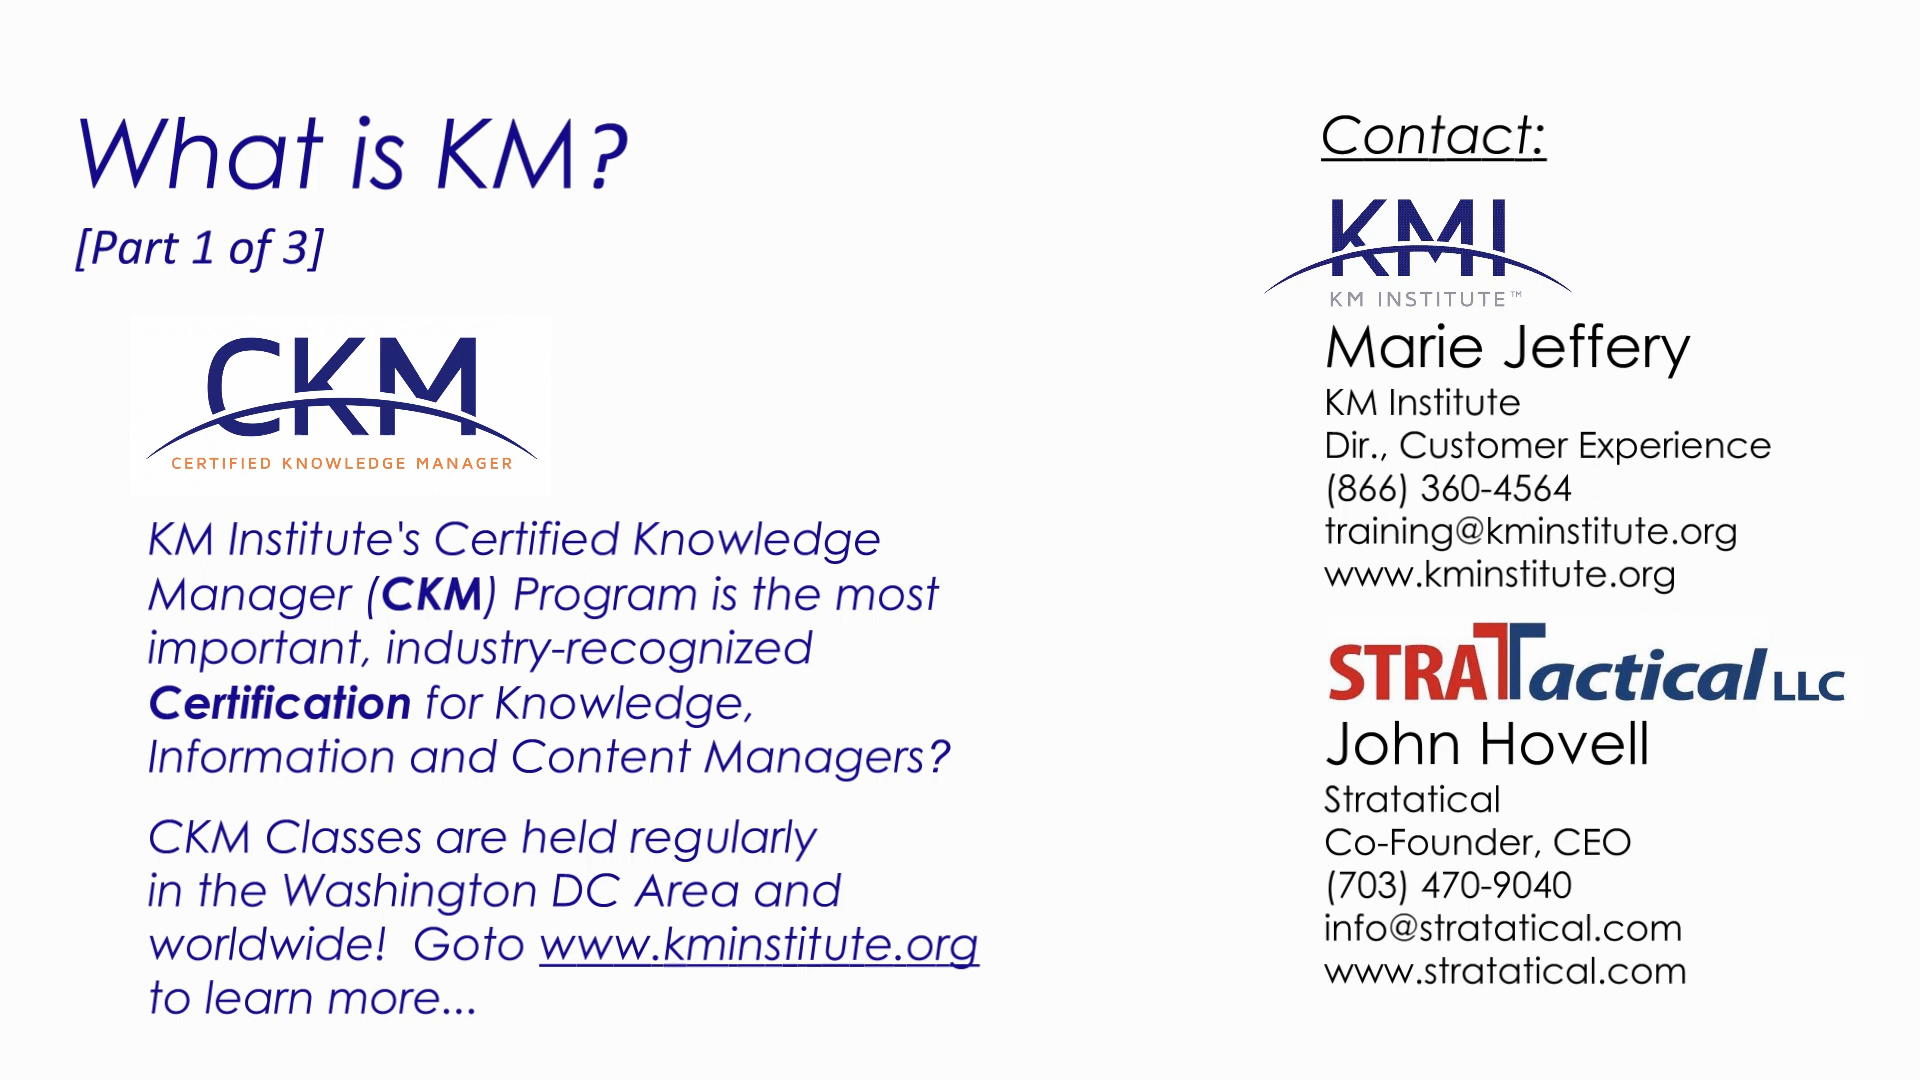 What is KM?
[Part 1 of 3]
CKM
CERTIFIED KNOWLEDGE MANAGER
KM Institute's Certified Knowledge
Manager (CKM) Program is the most
important, industry-recognized
Certification for Knowledge,
Information and Content Managers?
CKM Classes are held regularly
in the Washington DC Area and
worldwide!  Goto www.kminstitute.org
to learn more...
Contact:
KMI
KM INSTITUTE™
Marie Jeffery
KM Institute
Dir., Customer Experience
(866) 360-4564
training@kminstitute.org
www.kminstitute.org
STRATactical LLC
John Hovell
Stratatical
Co-Founder, CEO
(703) 470-9040
info@stratatical.com
www.stratatical.com